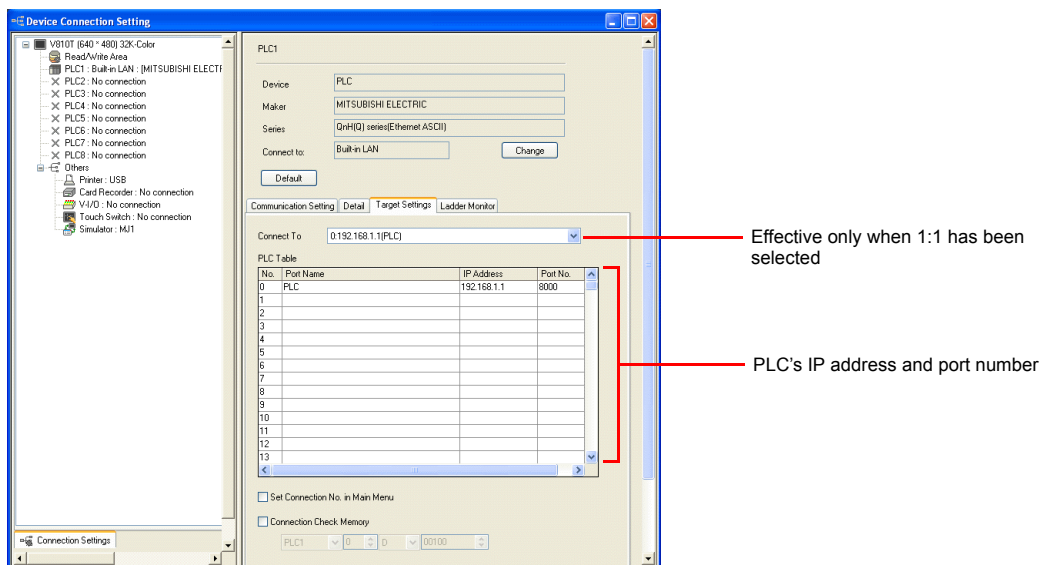 Device Connection Setting
V810T (640 * 480) 32K-Color
Read/Write Area
PLC1 : Built-in LAN : [MITSUBISHI ELECTF
PLC2 : No connection
PLC3 : No connection
PLC4 : No connection
PLC5 : No connection
PLC6 : No connection
PLC7 : No connection
PLC8 : No connection
Others
Printer : USB
Card Recorder : No connection
V-I/O : No connection
Touch Switch : No connection
Simulator : MJ1
Connection Settings
PLC1
Device PLC
Maker MITSUBISHI ELECTRIC
Series QnH(Q) series(Ethernet ASCII)
Connect to: Built-in LAN Change
Default
Communication Setting Detail Target Settings Ladder Monitor
Connect To 0:192.168.1.1(PLC)
PLC Table
No. Port Name IP Address Port No.
0 PLC 192.168.1.1 8000
1
2
3
4
5
6
7
8
9
10
11
12
13
Set Connection No. in Main Menu
Connection Check Memory
PLC1 0 D 00100
Effective only when 1:1 has been
selected
PLC's IP address and port number